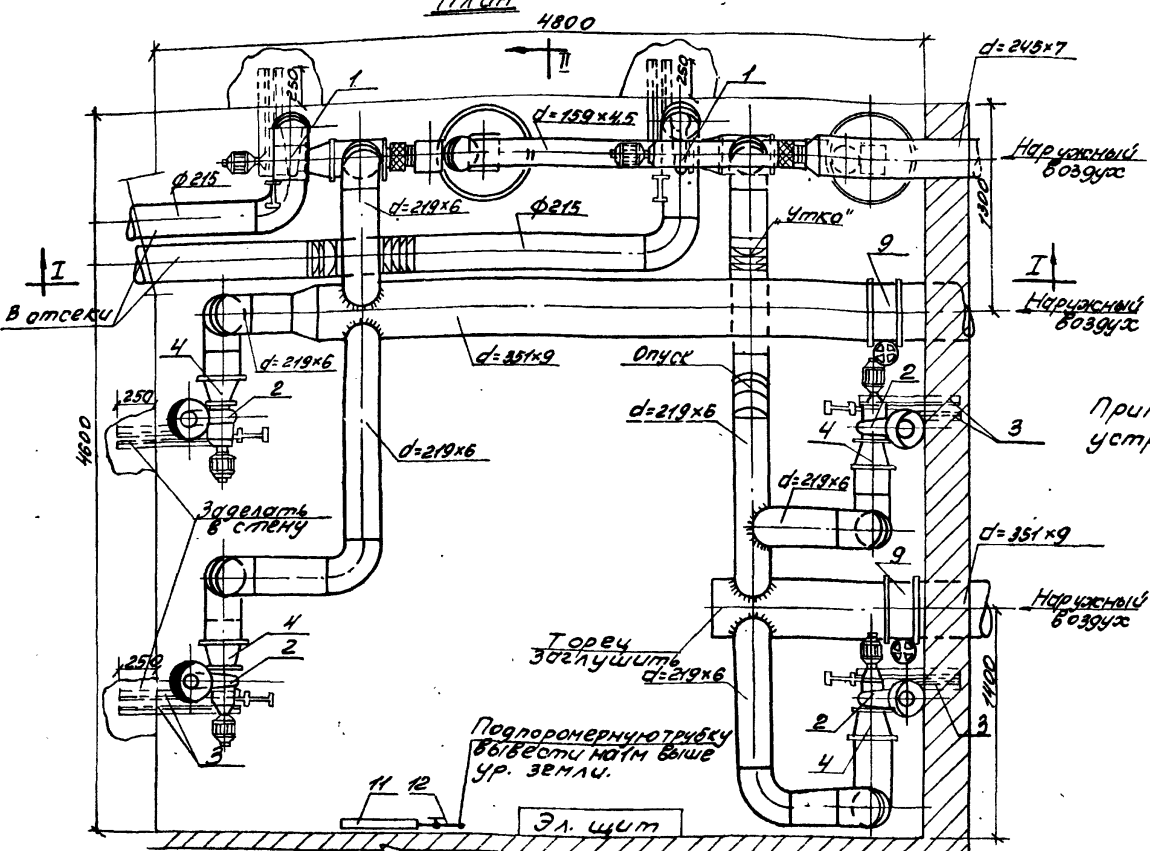 План
4800
II
d=245×7
250
1
250
1
d=159×4.5
Наружный
воздух
Ф215
d=219×6
Ф215
"Утка"
1300
9
I
I
В отсеки
Наружный
воздух
d=219×6
d=351×9
Опуск
4
2
250
2
d=219×6
4
3
4600
d=219×6
d=219×6
Заделать
в стену
d=351×9
9
Наружный
воздух
4
2
250
Торец
заглушить
d=219×6
1400
2
3
3
4
Подпоромерную трубку
вывести на 1м выше
ур. земли.
11
12
Эл. щит